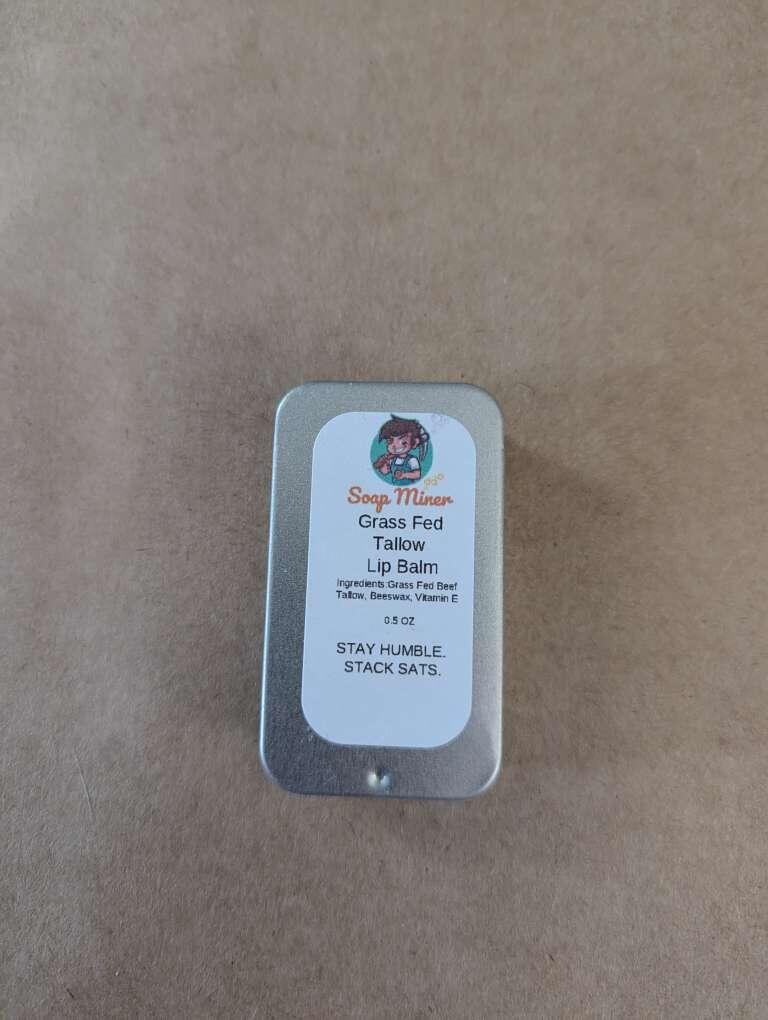 Soap Miner
Grass Fed
Tallow
Lip Balm
Ingredients:Grass Fed Beef
Tallow, Beeswax, Vitamin E
0.5 OZ
STAY HUMBLE.
STACK SATS.